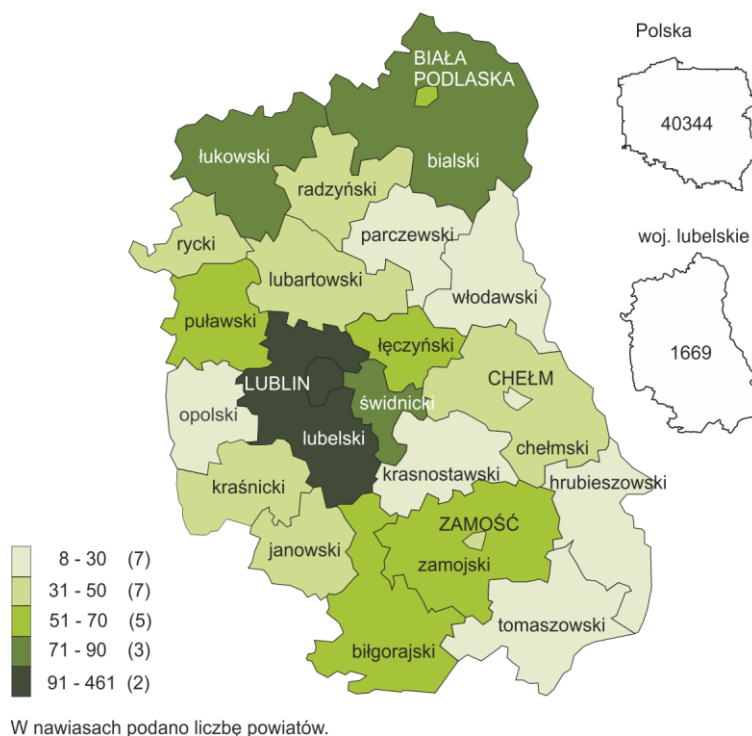 Polska
40344
woj. lubelskie
1669
BIAŁA
PODLASKA
bialski
łukowski
radzyński
parczewski
rycki
lubartowski
włodawski
puławski
łęczyński
LUBLIN
świdnicki
CHEŁM
opolski
lubelski
chełmski
krasnostawski
hrubieszowski
kraśnicki
ZAMOŚĆ
janowski
zamojski
tomaszowski
biłgorajski
8 - 30 (7)
31 - 50 (7)
51 - 70 (5)
71 - 90 (3)
91 - 461 (2)
W nawiasach podano liczbę powiatów.